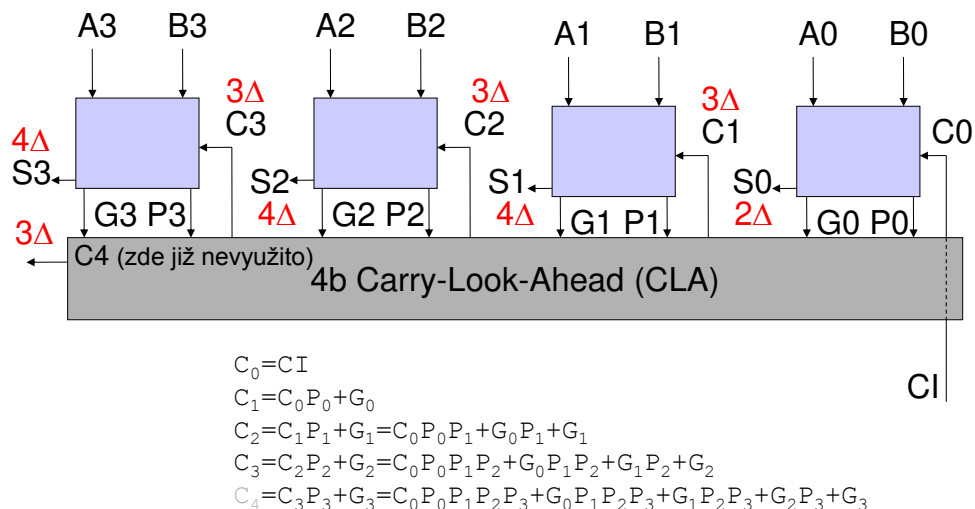 A3 B3 A2 B2 A1 B1 A0 B0
3Δ 3Δ 3Δ
C3 C2 C1 C0
4Δ
S3 S2 S1 S0
G3 P3 4Δ G2 P2 4Δ G1 P1 2Δ G0 P0
3Δ
C4 (zde již nevyužito)
4b Carry-Look-Ahead (CLA)
CI
C₀=CI
C₁=C₀P₀+G₀
C₂=C₁P₁+G₁=C₀P₀P₁+G₀P₁+G₁
C₃=C₂P₂+G₂=C₀P₀P₁P₂+G₀P₁P₂+G₁P₂+G₂
C₄=C₃P₃+G₃=C₀P₀P₁P₂P₃+G₀P₁P₂P₃+G₁P₂P₃+G₂P₃+G₃